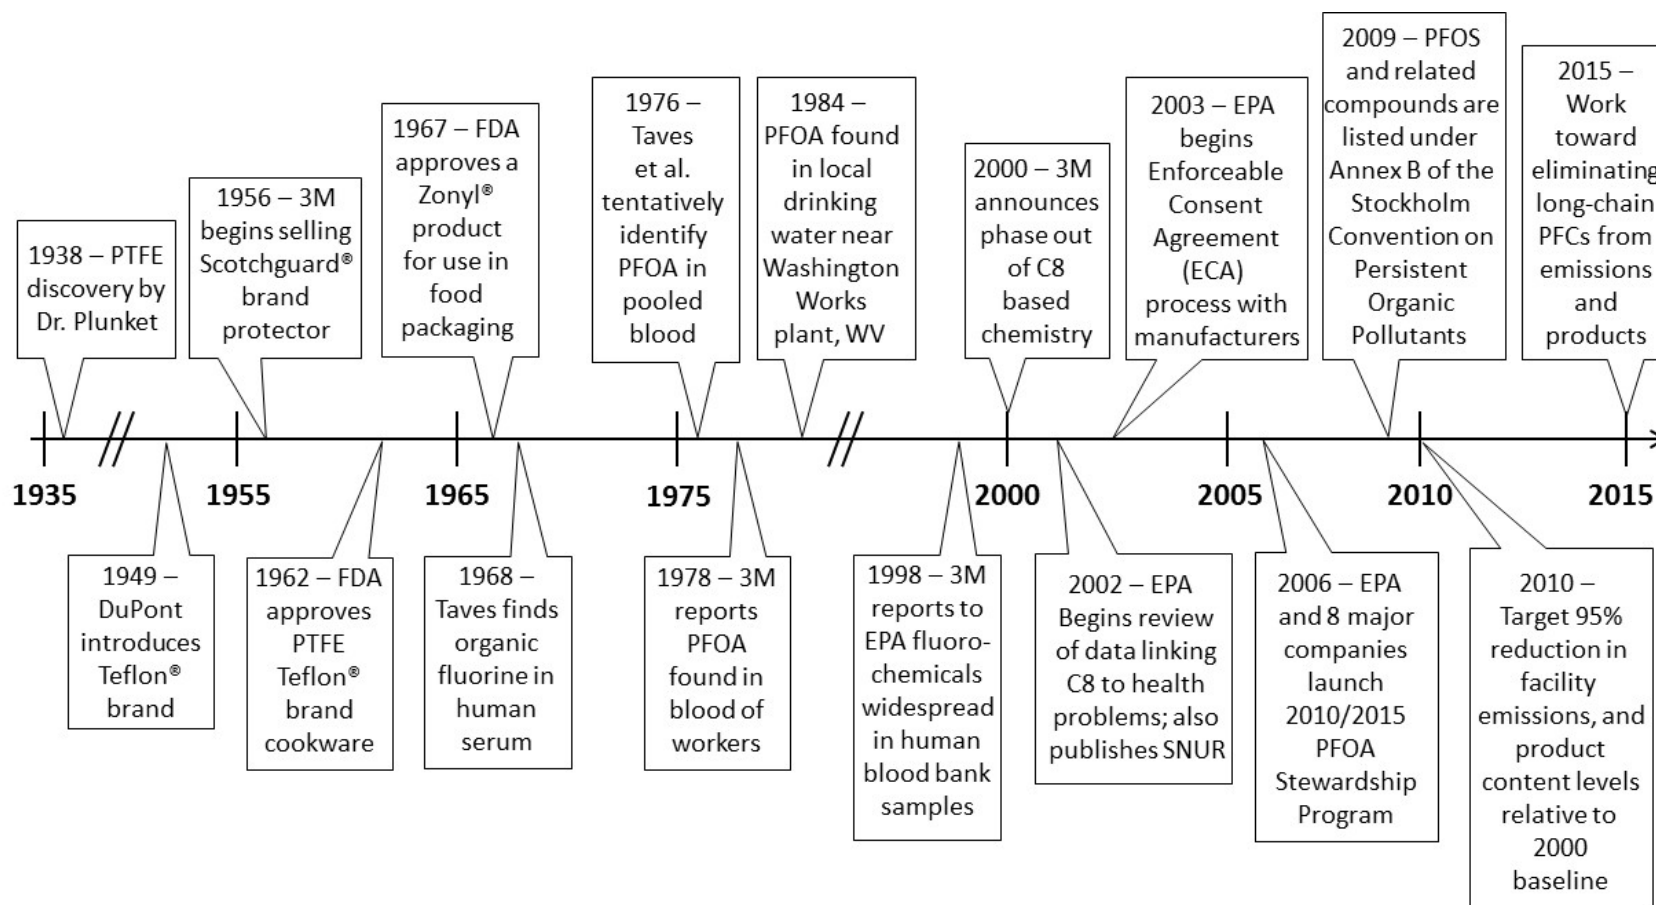 1938 – PTFE
discovery by
Dr. Plunket
1956 – 3M
begins selling
Scotchguard®
brand
protector
1967 – FDA
approves a
Zonyl®
product
for use in
food
packaging
1976 –
Taves
et al.
tentatively
identify
PFOA in
pooled
blood
1984 –
PFOA found
in local
drinking
water near
Washington
Works
plant, WV
2000 – 3M
announces
phase out
of C8
based
chemistry
2003 – EPA
begins
Enforceable
Consent
Agreement
(ECA)
process with
manufacturers
2009 – PFOS
and related
compounds are
listed under
Annex B of the
Stockholm
Convention on
Persistent
Organic
Pollutants
2015 –
Work
toward
eliminating
long-chain
PFCs from
emissions
and
products
1935
1955
1965
1975
2000
2005
2010
2015
1949 –
DuPont
introduces
Teflon®
brand
1962 – FDA
approves
PTFE
Teflon®
brand
cookware
1968 –
Taves finds
organic
fluorine in
human
serum
1978 – 3M
reports
PFOA
found in
blood of
workers
1998 – 3M
reports to
EPA fluoro-
chemicals
widespread
in human
blood bank
samples
2002 – EPA
Begins review
of data linking
C8 to health
problems; also
publishes SNUR
2006 – EPA
and 8 major
companies
launch
2010/2015
PFOA
Stewardship
Program
2010 –
Target 95%
reduction in
facility
emissions, and
product
content levels
relative to
2000
baseline